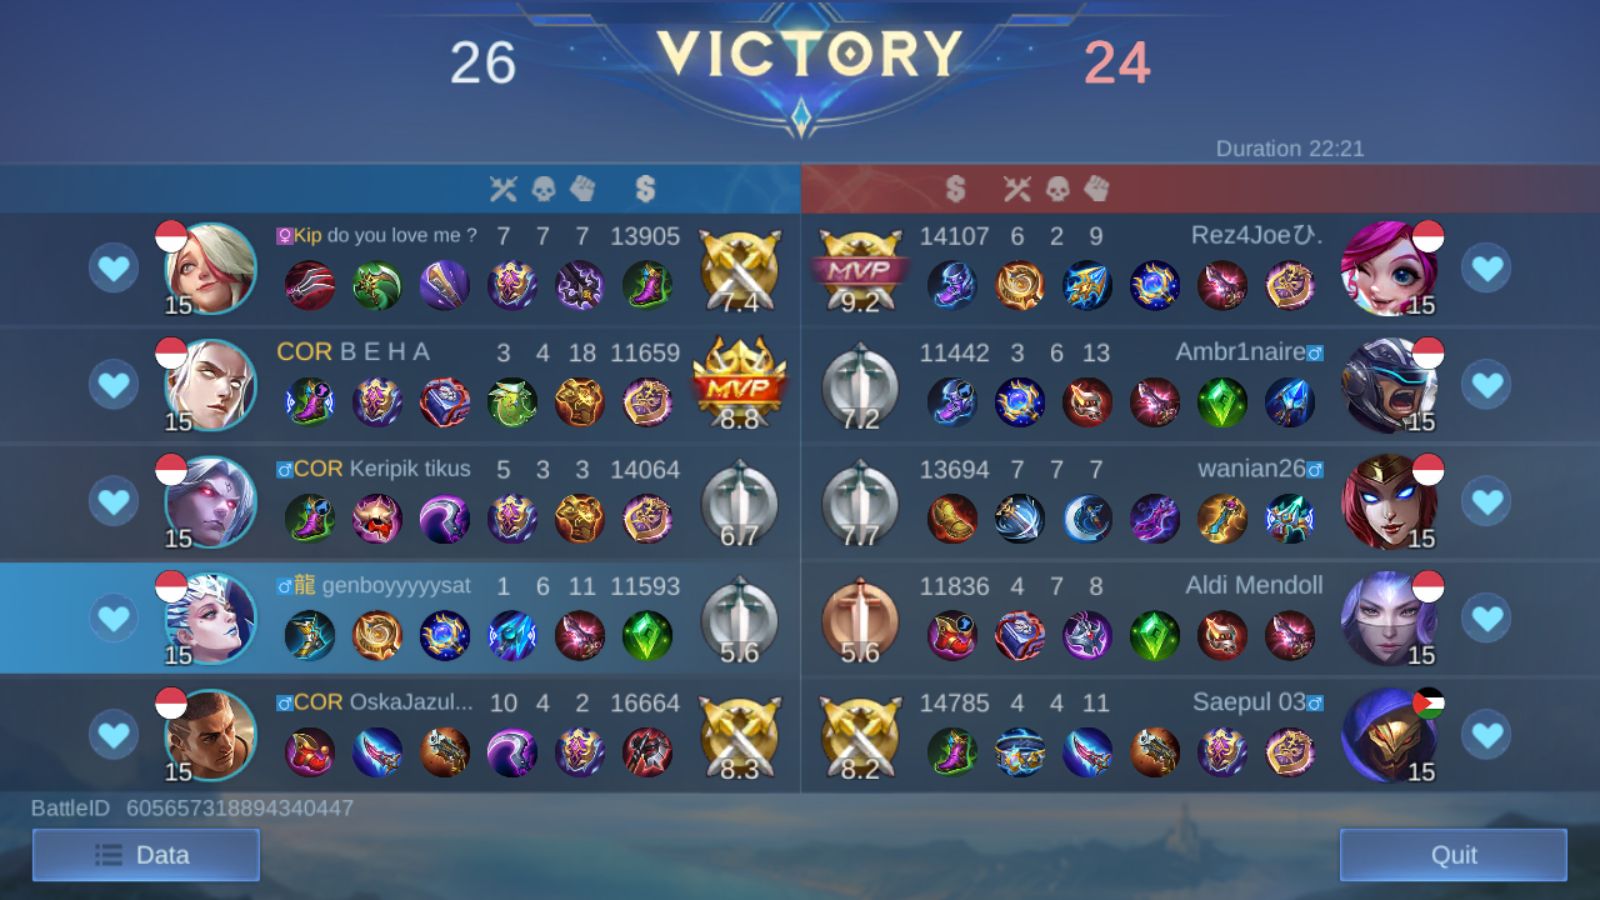 26 VICTORY 24
Duration 22:21
Kip do you love me ? 7 7 7 13905 7.4 MVP 9.2 14107 6 2 9 Rez4Joeひ. 15 15
COR B E H A 3 4 18 11659 MVP 8.8 7.2 11442 3 6 13 Ambr1naire 15 15
COR Keripik tikus 5 3 3 14064 6.7 7.7 13694 7 7 7 wanian26 15 15
龍 genboyyyyysat 1 6 11 11593 5.6 5.6 11836 4 7 8 Aldi Mendoll 15 15
COR OskaJazul... 10 4 2 16664 8.3 8.2 14785 4 4 11 Saepul 03 15 15
BattleID 605657318894340447
Data Quit